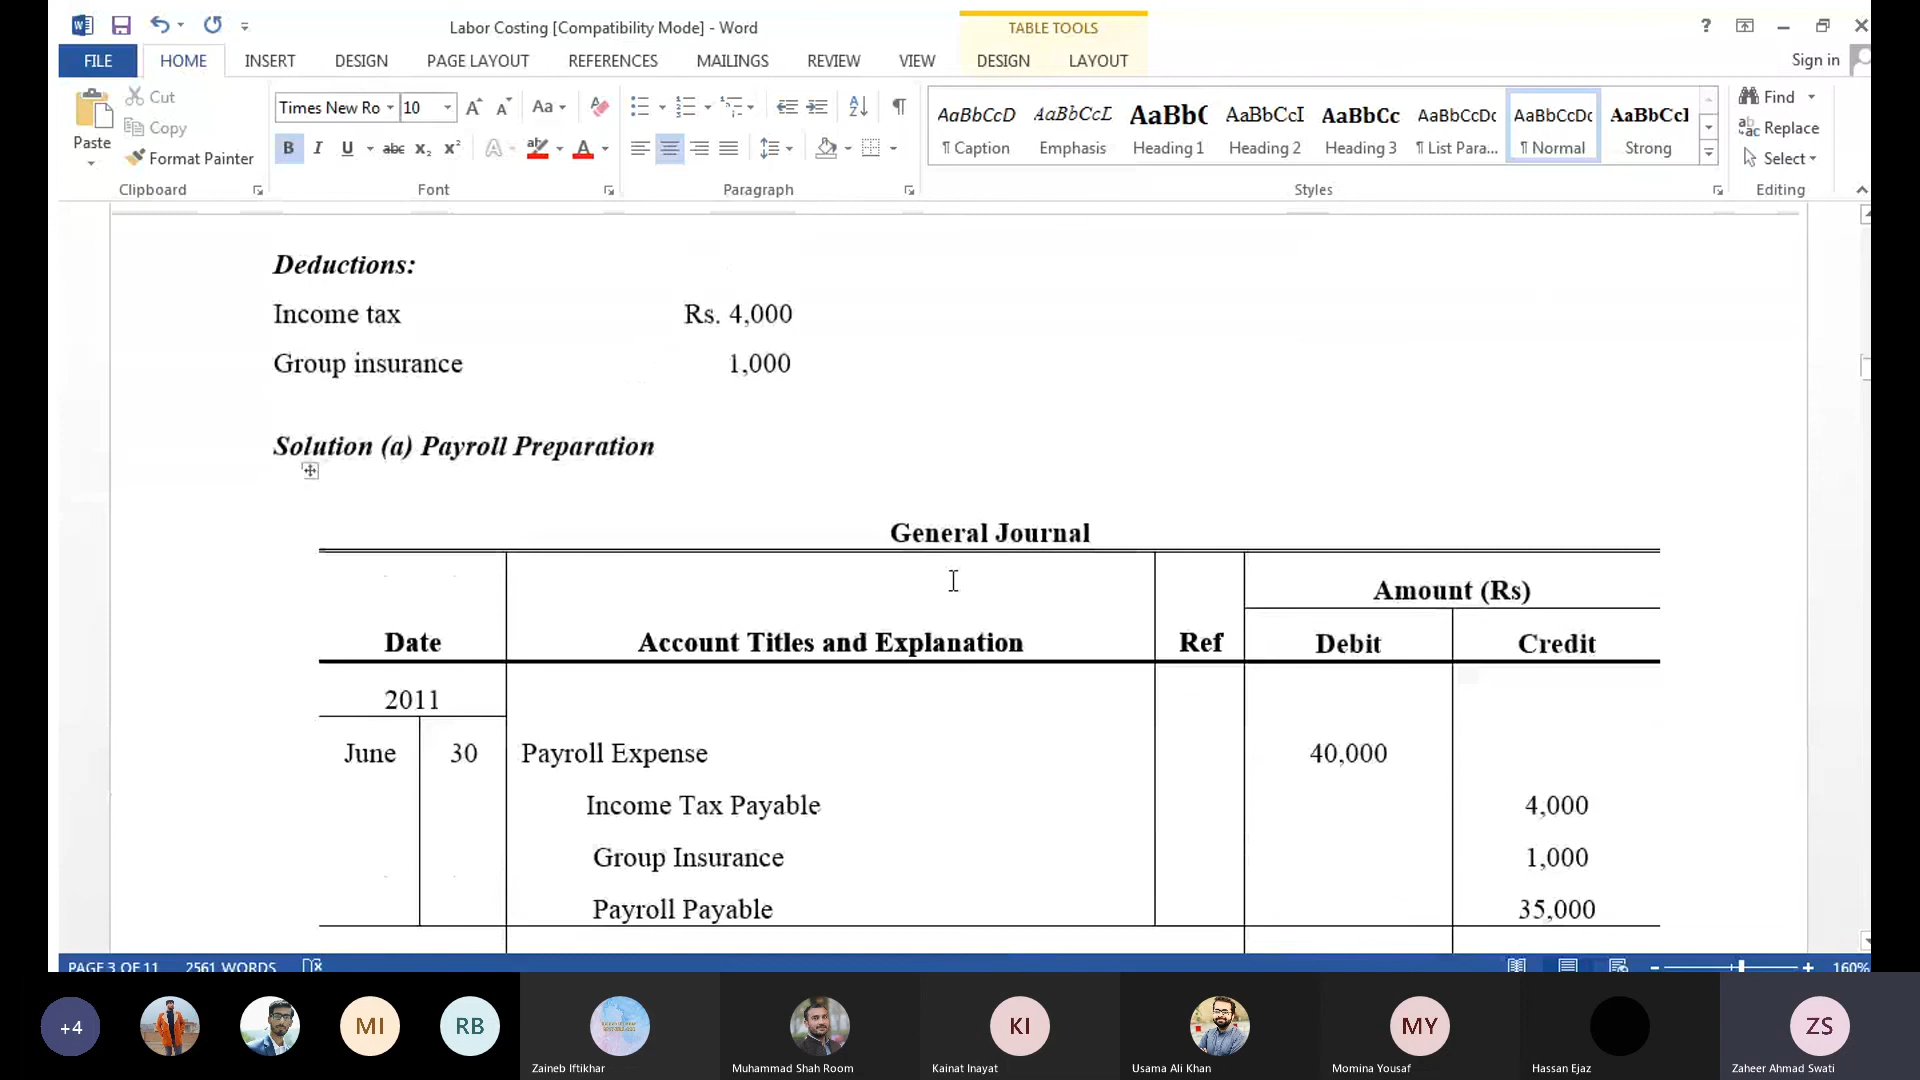 Labor Costing [Compatibility Mode] - Word
TABLE TOOLS
?
FILE HOME INSERT DESIGN PAGE LAYOUT REFERENCES MAILINGS REVIEW VIEW DESIGN LAYOUT Sign in
Paste
Cut
Copy
Format Painter
Clipboard
Times New Ro 10
Font
Paragraph
AaBbCcD AaBbCcL AaBbC AaBbCcI AaBbCc AaBbCcDc AaBbCcDc AaBbCcI
¶ Caption Emphasis Heading 1 Heading 2 Heading 3 ¶ List Para... ¶ Normal Strong
Styles
Find
Replace
Select
Editing
Deductions:
Income tax Rs. 4,000
Group insurance 1,000
Solution (a) Payroll Preparation
General Journal
Amount (Rs)
Date Account Titles and Explanation Ref Debit Credit
2011
June 30 Payroll Expense 40,000
Income Tax Payable 4,000
Group Insurance 1,000
Payroll Payable 35,000
PAGE 3 OF 11 2561 WORDS 160%
+4 MI RB KI MY ZS
Zaineb Iftikhar Muhammad Shah Room Kainat Inayat Usama Ali Khan Momina Yousaf Hassan Ejaz Zaheer Ahmad Swati